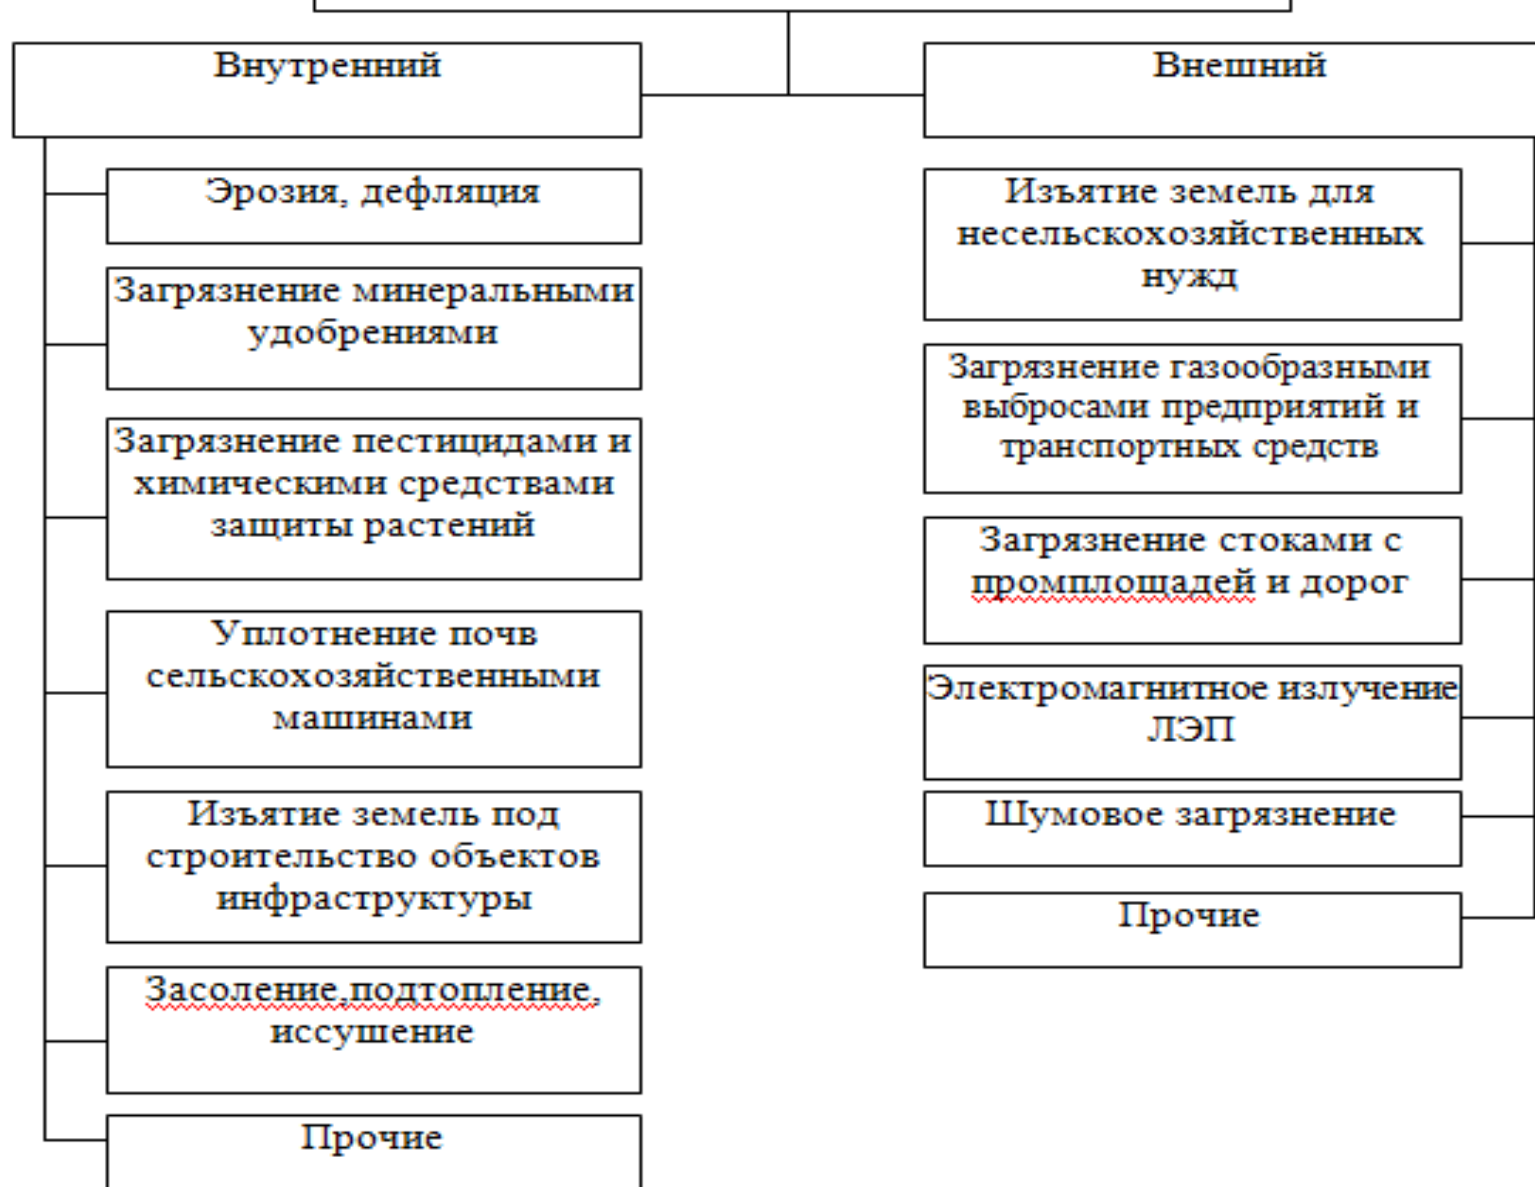 Внутренний
Эрозия, дефляция
Загрязнение минеральными
удобрениями
Загрязнение пестицидами и
химическими средствами
защиты растений
Уплотнение почв
сельскохозяйственными
машинами
Изъятие земель под
строительство объектов
инфраструктуры
Засоление,подтопление,
иссушение
Прочие
Внешний
Изъятие земель для
несельскохозяйственных
нужд
Загрязнение газообразными
выбросами предприятий и
транспортных средств
Загрязнение стоками с
промплощадей и дорог
Электромагнитное излучение
ЛЭП
Шумовое загрязнение
Прочие